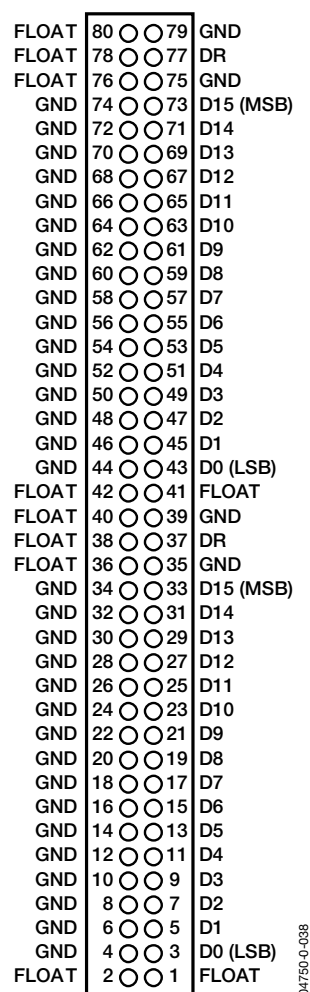 FLOAT 80 79 GND
FLOAT 78 77 DR
FLOAT 76 75 GND
GND 74 73 D15 (MSB)
GND 72 71 D14
GND 70 69 D13
GND 68 67 D12
GND 66 65 D11
GND 64 63 D10
GND 62 61 D9
GND 60 59 D8
GND 58 57 D7
GND 56 55 D6
GND 54 53 D5
GND 52 51 D4
GND 50 49 D3
GND 48 47 D2
GND 46 45 D1
GND 44 43 D0 (LSB)
FLOAT 42 41 FLOAT
FLOAT 40 39 GND
FLOAT 38 37 DR
FLOAT 36 35 GND
GND 34 33 D15 (MSB)
GND 32 31 D14
GND 30 29 D13
GND 28 27 D12
GND 26 25 D11
GND 24 23 D10
GND 22 21 D9
GND 20 19 D8
GND 18 17 D7
GND 16 15 D6
GND 14 13 D5
GND 12 11 D4
GND 10 9 D3
GND 8 7 D2
GND 6 5 D1
GND 4 3 D0 (LSB)
FLOAT 2 1 FLOAT
04750-0-038